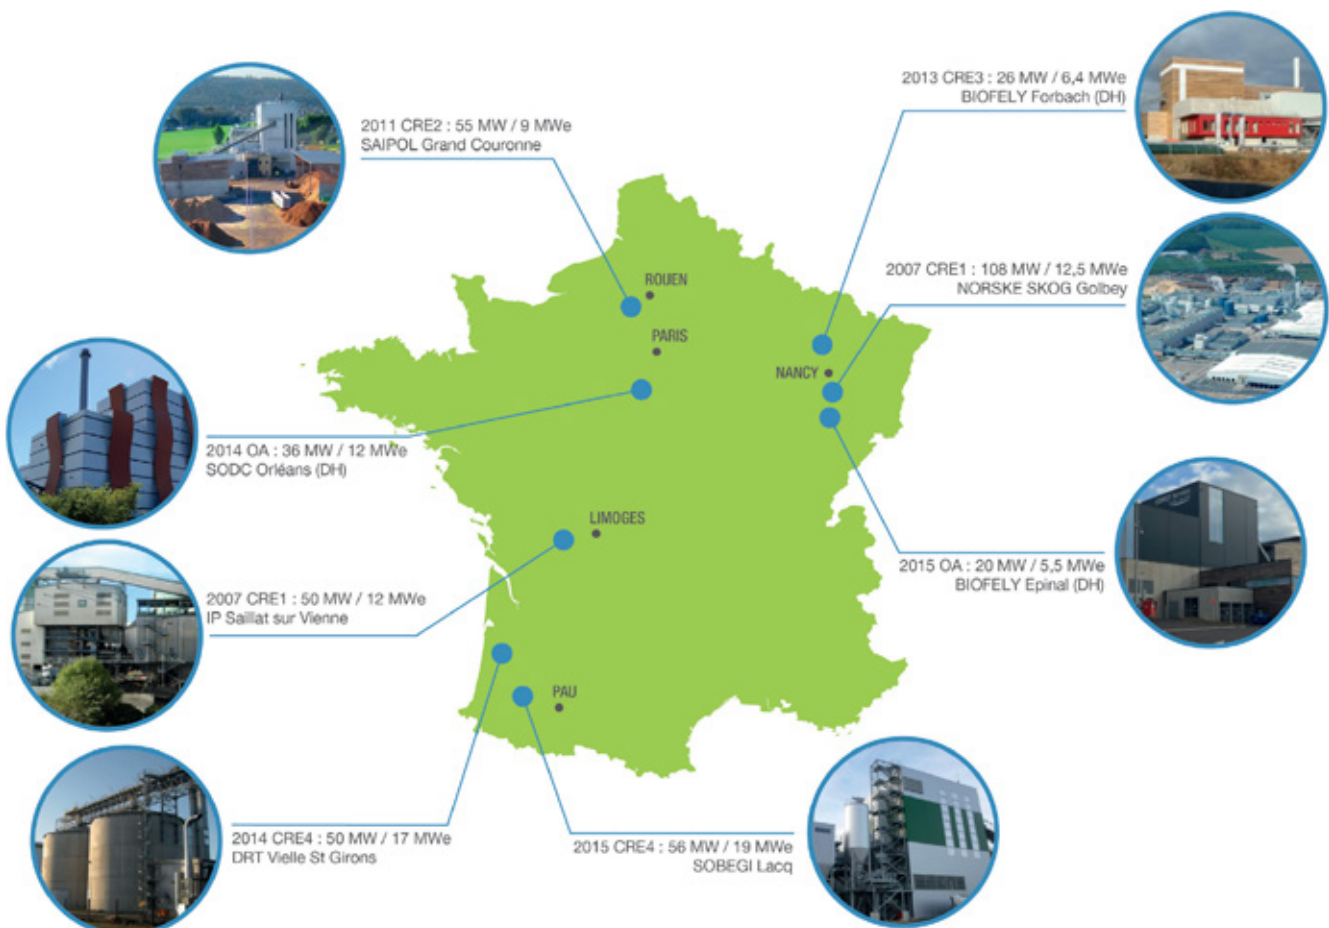 2013 CRE3 : 26 MW / 6,4 MWe
BIOFELY Forbach (DH)
2011 CRE2 : 55 MW / 9 MWe
SAIPOL Grand Couronne
2007 CRE1 : 108 MW / 12,5 MWe
NORSKE SKOG Golbey
ROUEN
PARIS
NANCY
2014 OA : 36 MW / 12 MWe
SODC Orléans (DH)
LIMOGES
2015 OA : 20 MW / 5,5 MWe
BIOFELY Epinal (DH)
2007 CRE1 : 50 MW / 12 MWe
IP Saillat sur Vienne
PAU
2014 CRE4 : 50 MW / 17 MWe
DRT Vielle St Girons
2015 CRE4 : 56 MW / 19 MWe
SOBEGI Lacq